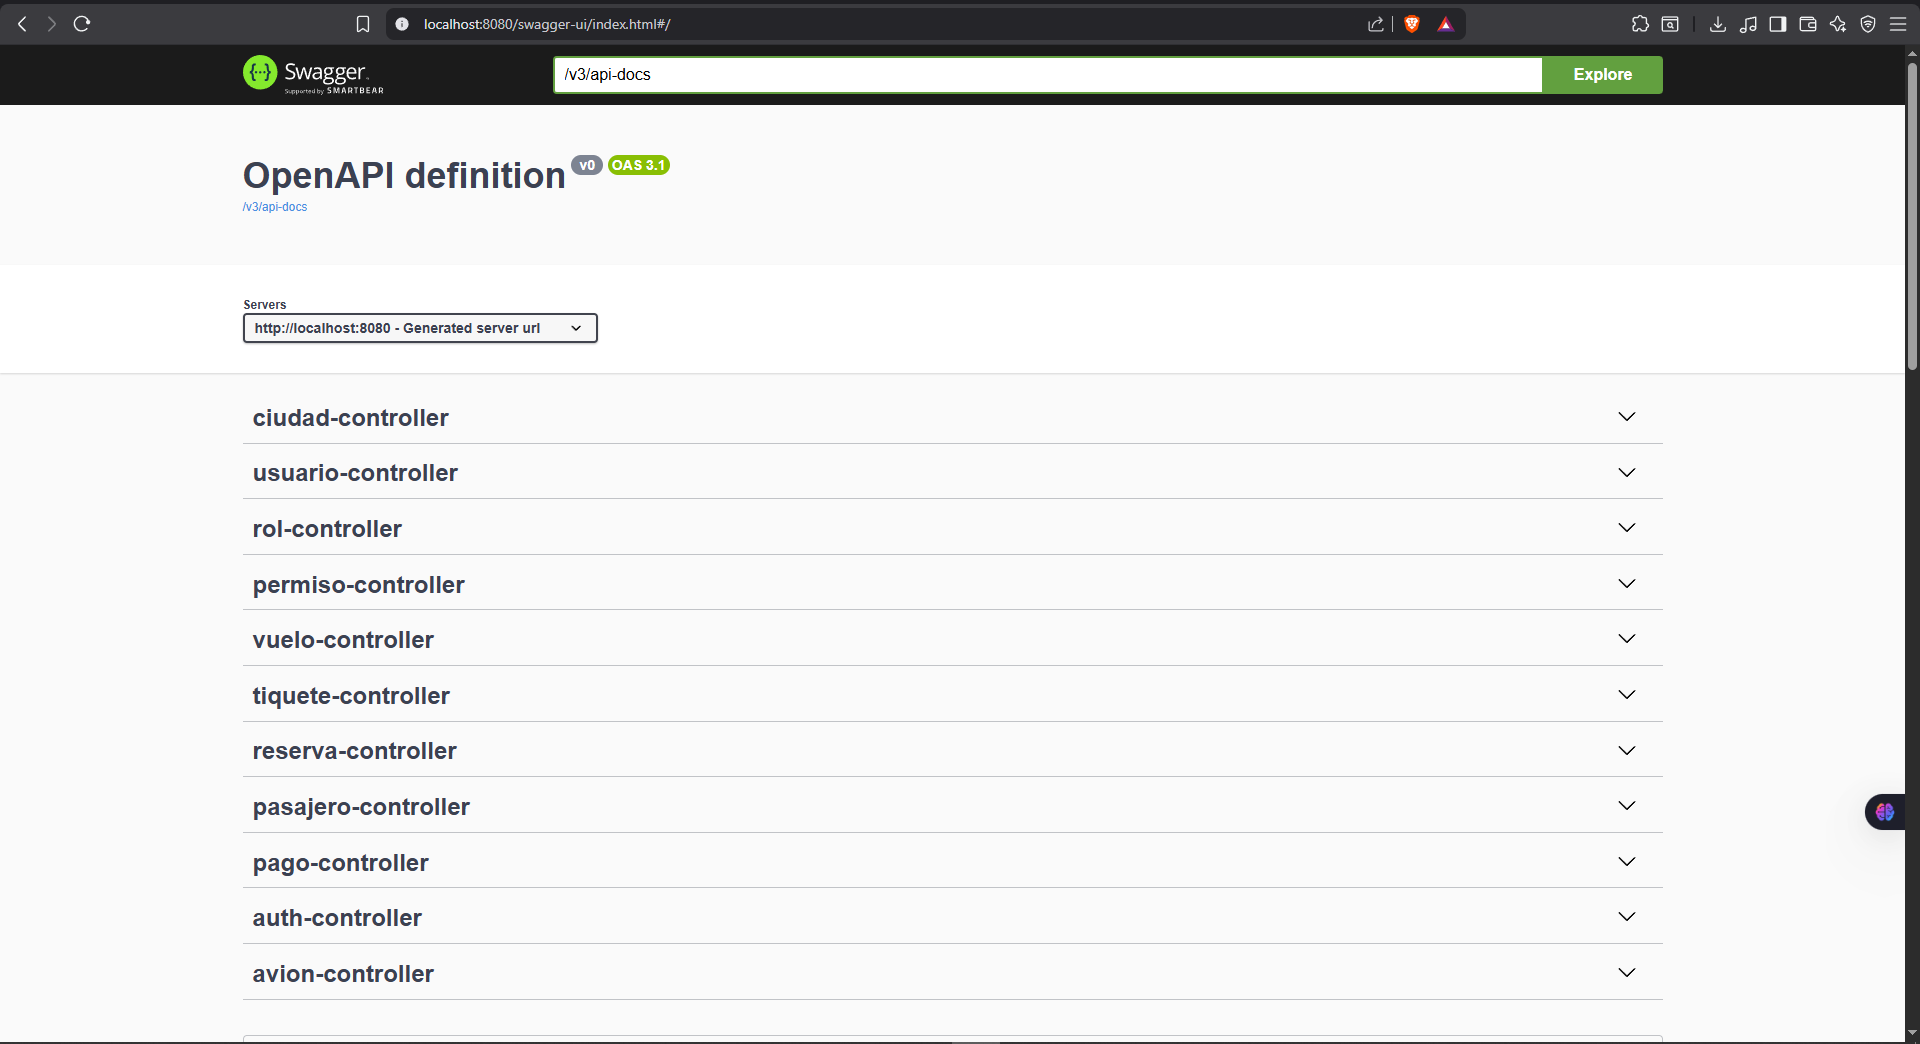 localhost:8080/swagger-ui/index.html#/
{···} Swagger™
Supported by SMARTBEAR
/v3/api-docs
Explore
OpenAPI definition v0 OAS 3.1
/v3/api-docs
Servers
http://localhost:8080 - Generated server url
ciudad-controller
usuario-controller
rol-controller
permiso-controller
vuelo-controller
tiquete-controller
reserva-controller
pasajero-controller
pago-controller
auth-controller
avion-controller